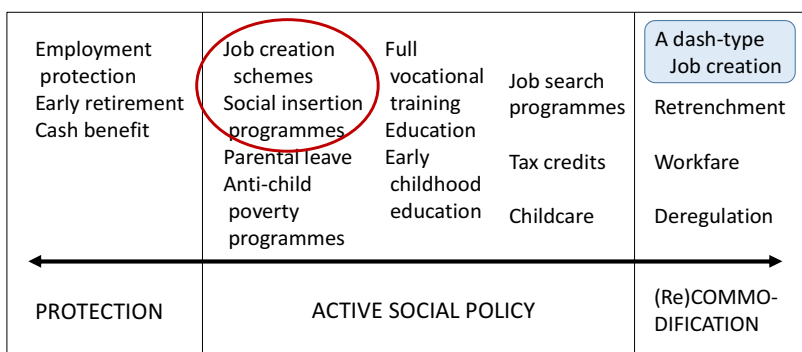 Employment
protection
Early retirement
Cash benefit
Job creation
schemes
Social insertion
programmes
Parental leave
Anti-child
poverty
programmes
Full
vocational
training
Education
Early
childhood
education
Job search
programmes
Tax credits
Childcare
A dash-type
Job creation
Retrenchment
Workfare
Deregulation
PROTECTION
ACTIVE SOCIAL POLICY
(Re)COMMO-
DIFICATION